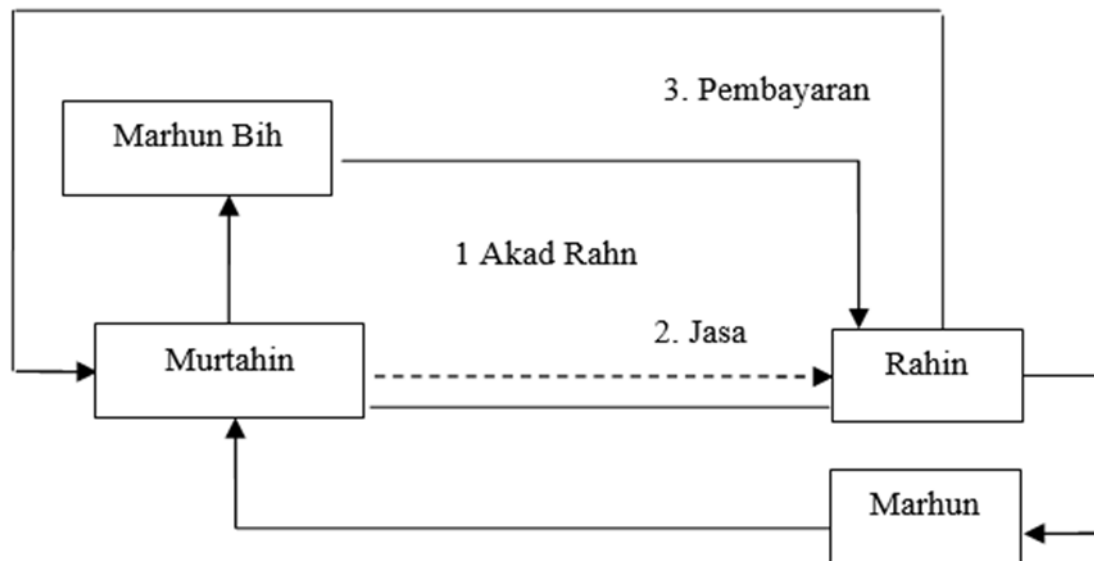 3. Pembayaran
Marhun Bih
1 Akad Rahn
2. Jasa
Murtahin
Rahin
Marhun